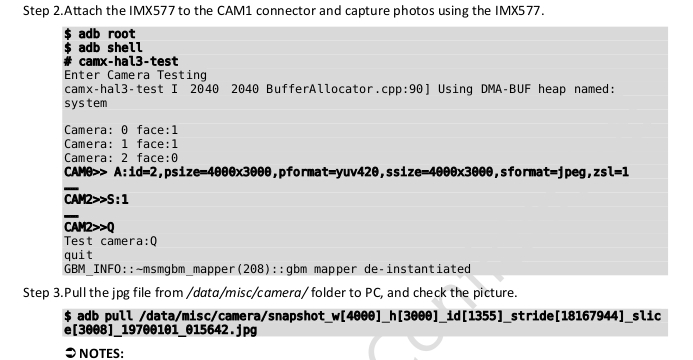 Step 2.Attach the IMX577 to the CAM1 connector and capture photos using the IMX577.
$ adb root
$ adb shell
# camx-hal3-test
Enter Camera Testing
camx-hal3-test I  2040  2040 BufferAllocator.cpp:90] Using DMA-BUF heap named:
system
Camera: 0 face:1
Camera: 1 face:1
Camera: 2 face:0
CAM0>> A:id=2,psize=4000x3000,pformat=yuv420,ssize=4000x3000,sformat=jpeg,zsl=1
__
CAM2>>S:1
__
CAM2>>Q
Test camera:Q
quit
GBM_INFO::~msmgbm_mapper(208)::gbm mapper de-instantiated
Step 3.Pull the jpg file from /data/misc/camera/ folder to PC, and check the picture.
$ adb pull /data/misc/camera/snapshot_w[4000]_h[3000]_id[1355]_stride[18167944]_slic
e[3008]_19700101_015642.jpg
➲ NOTES: